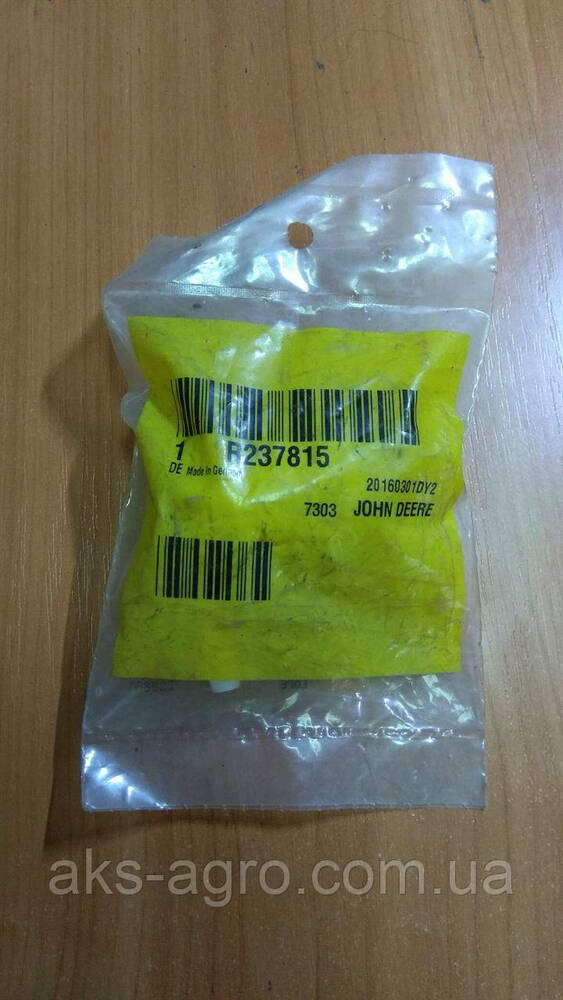 1 R237815
DE Made in Germany
20160301DY2
7303 JOHN DEERE
aks-agro.com.ua